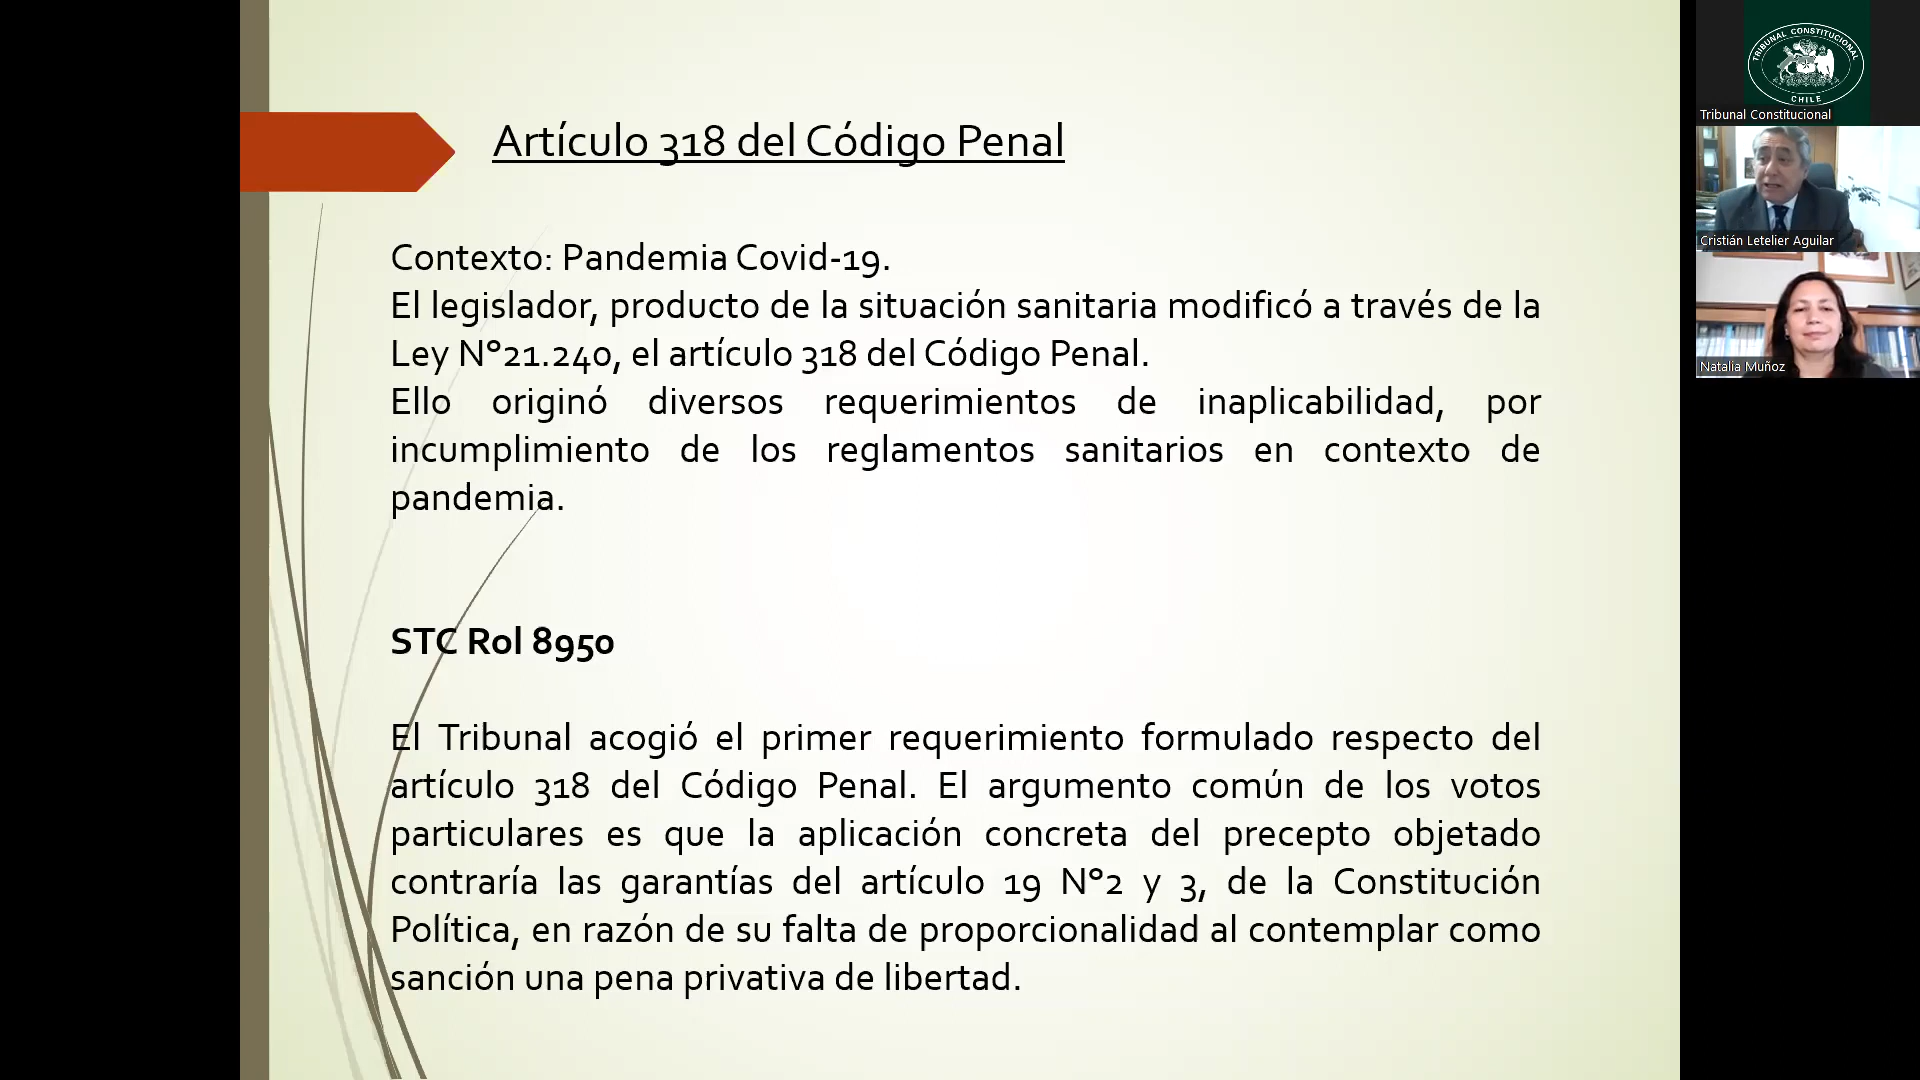 Artículo 318 del Código Penal
Contexto: Pandemia Covid-19.
El legislador, producto de la situación sanitaria modificó a través de la
Ley N°21.240, el artículo 318 del Código Penal.
Ello originó diversos requerimientos de inaplicabilidad, por
incumplimiento de los reglamentos sanitarios en contexto de
pandemia.
STC Rol 8950
El Tribunal acogió el primer requerimiento formulado respecto del
artículo 318 del Código Penal. El argumento común de los votos
particulares es que la aplicación concreta del precepto objetado
contraría las garantías del artículo 19 N°2 y 3, de la Constitución
Política, en razón de su falta de proporcionalidad al contemplar como
sanción una pena privativa de libertad.
TRIBUNAL CONSTITUCIONAL
CHILE
Tribunal Constitucional
Cristián Letelier Aguilar
Natalia Muñoz